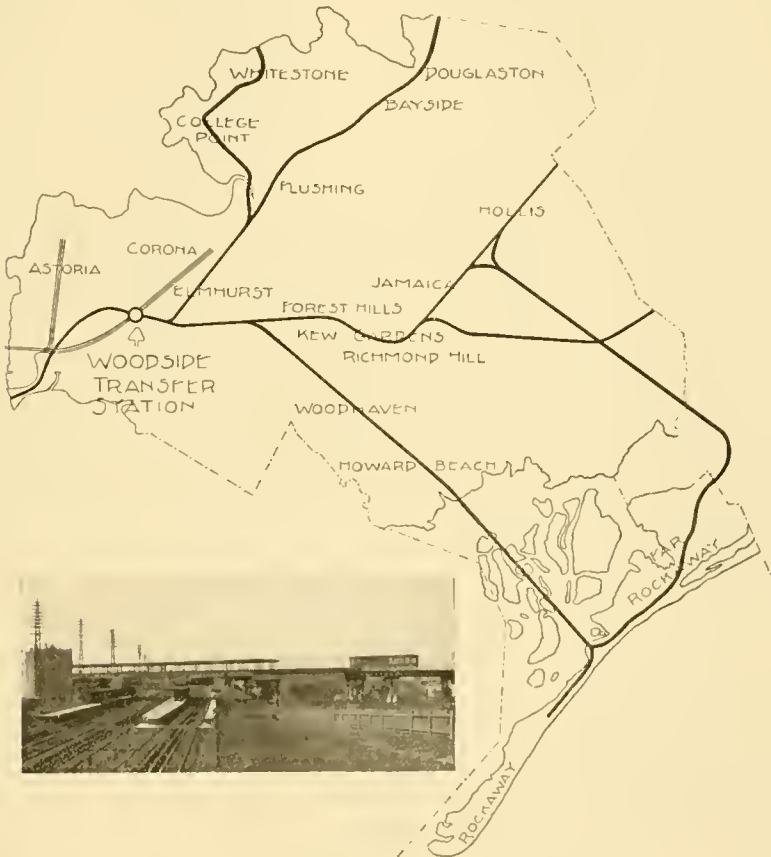 WHITESTONE
DOUGLASTON
BAYSIDE
COLLEGE
POINT
FLUSHING
HOLLIS
CORONA
ASTORIA
JAMAICA
ELMHURST
FOREST HILLS
KEW GARDENS
RICHMOND HILL
WOODSIDE
TRANSFER
STATION
WOODHAVEN
HOWARD BEACH
FAR
ROCKAWAY
ROCKAWAY